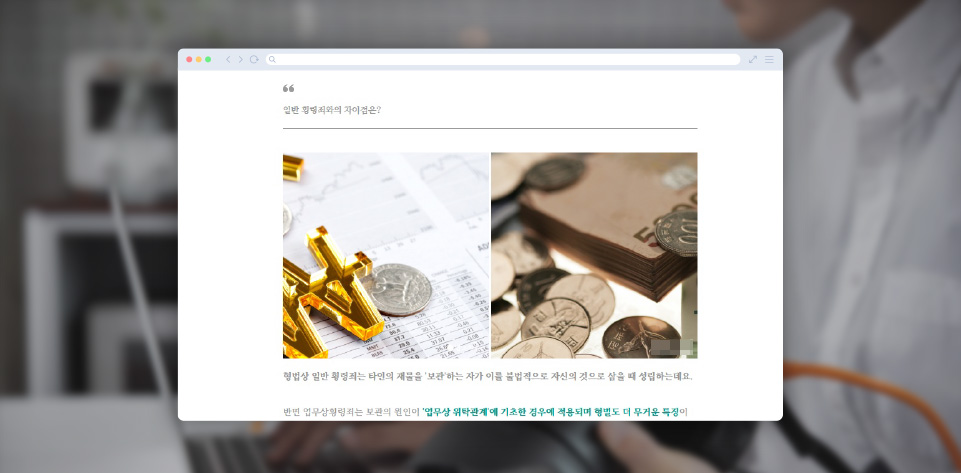 일반 횡령죄와의 차이점은?
형법상 일반 횡령죄는 타인의 재물을 '보관'하는 자가 이를 불법적으로 자신의 것으로 삼을 때 성립하는데요.
반면 업무상횡령죄는 보관의 원인이 '업무상 위탁관계'에 기초한 경우에 적용되며 형벌도 더 무거운 특징이